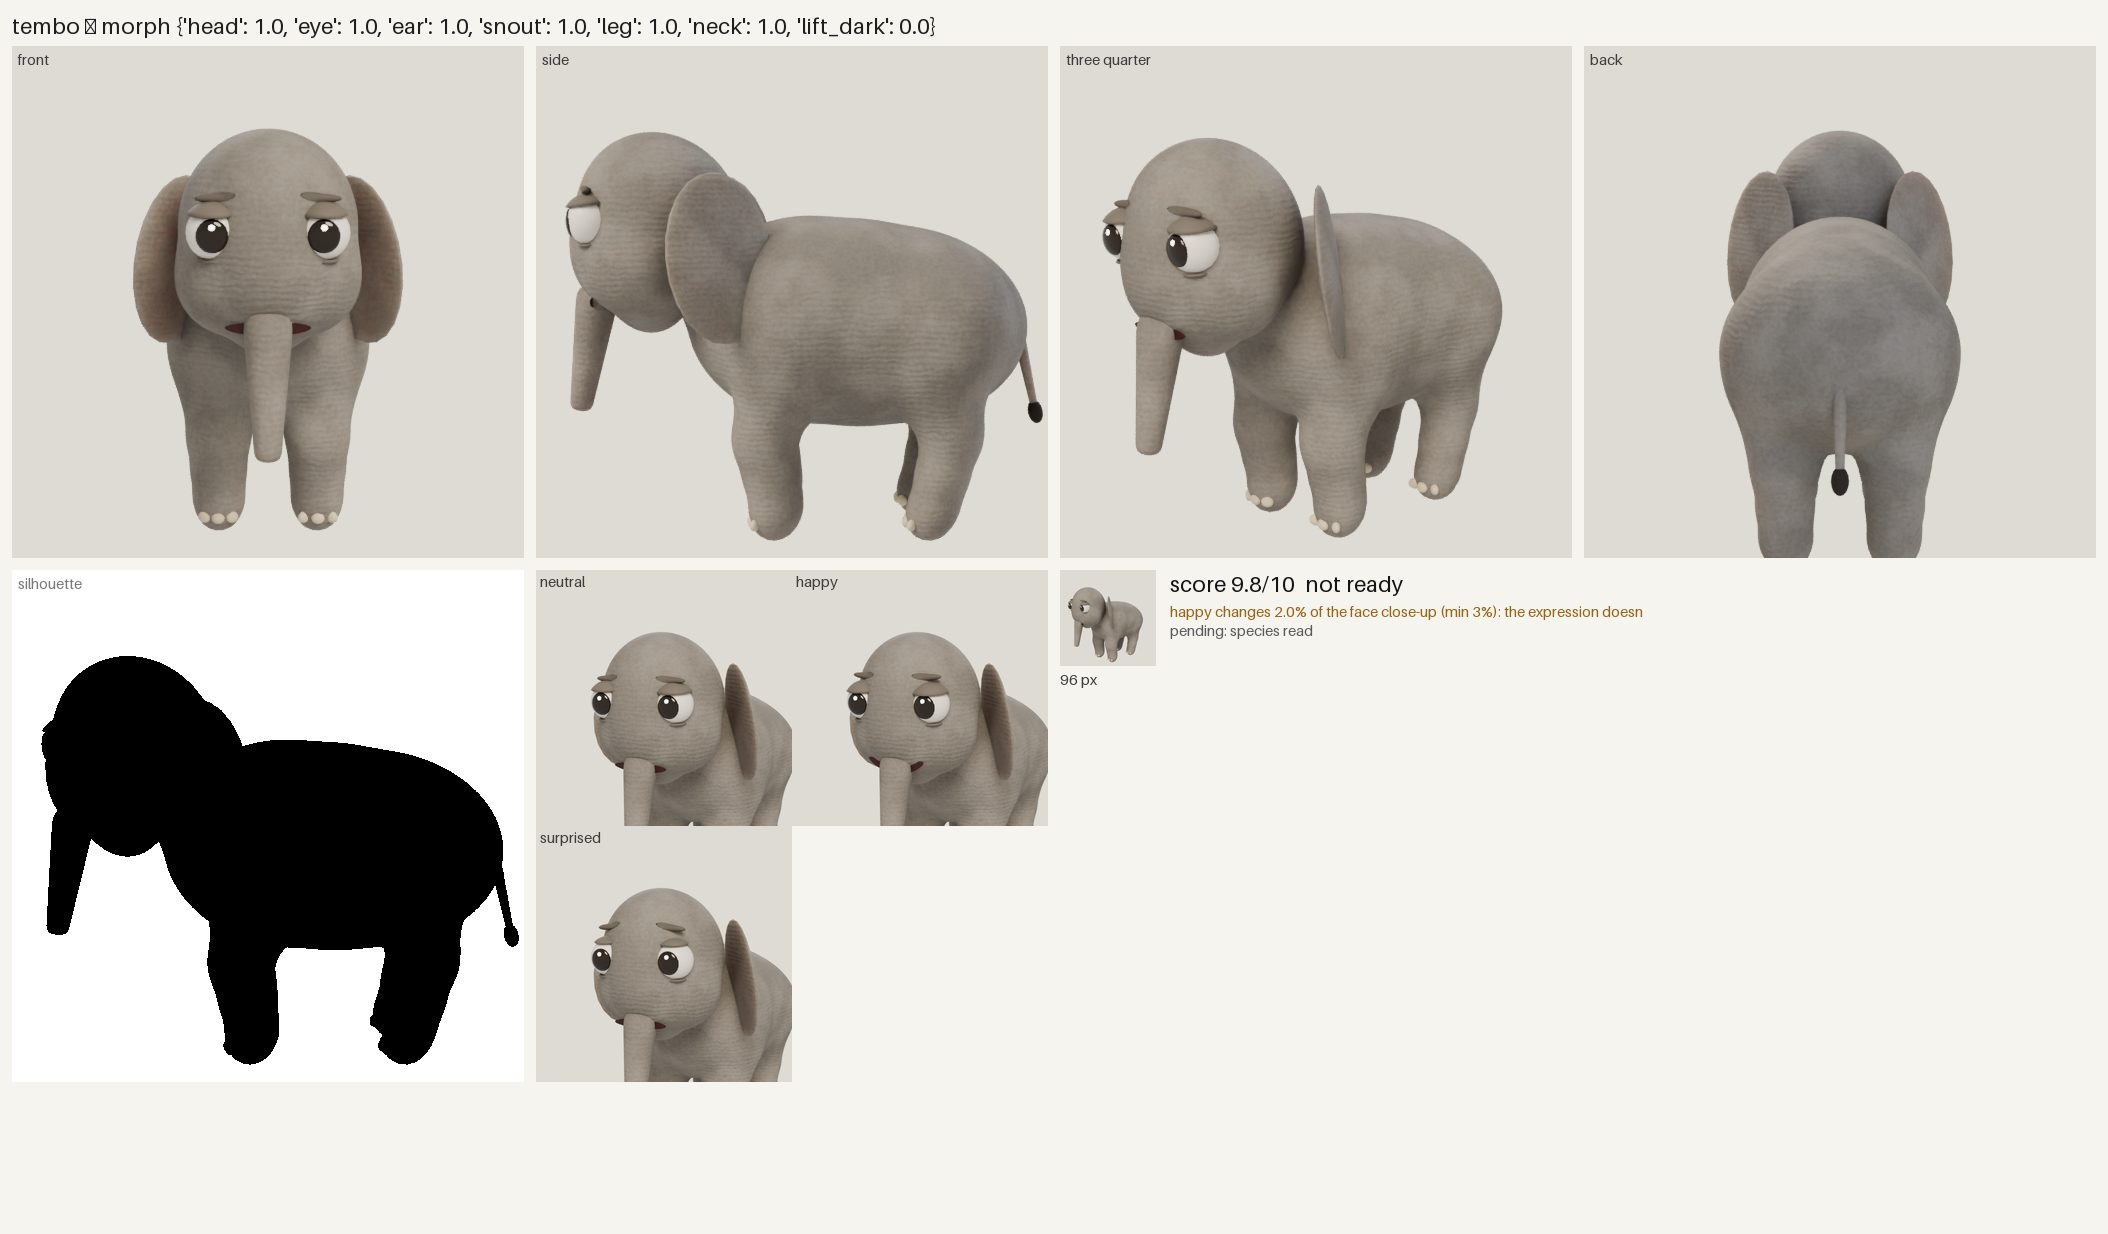 tembo ▯ morph {'head': 1.0, 'eye': 1.0, 'ear': 1.0, 'snout': 1.0, 'leg': 1.0, 'neck': 1.0, 'lift_dark': 0.0}
front
side
three quarter
back
silhouette
neutral
happy
surprised
96 px
score 9.8/10 not ready
happy changes 2.0% of the face close-up (min 3%): the expression doesn
pending: species read